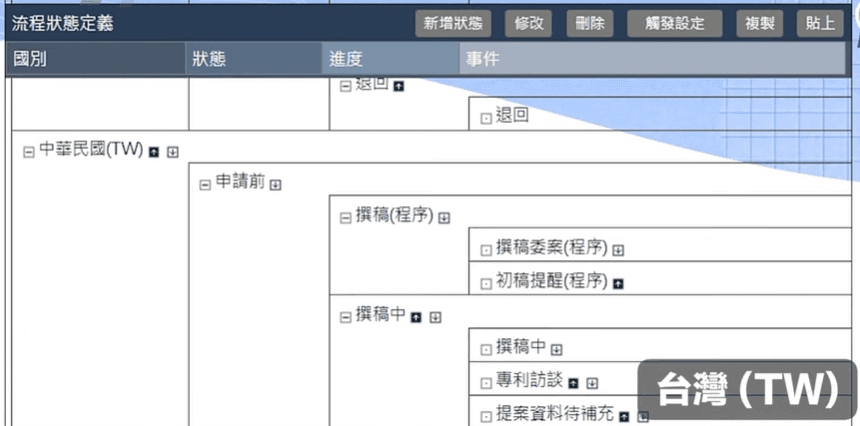 流程狀態定義 新增狀態 修改 刪除 觸發設定 複製 貼上
國別 狀態 進度 事件
退回
退回
中華民國(TW)
申請前
撰稿(程序)
撰稿委案(程序)
初稿提醒(程序)
撰稿中
撰稿中
專利訪談
提案資料待補充
台灣 (TW)